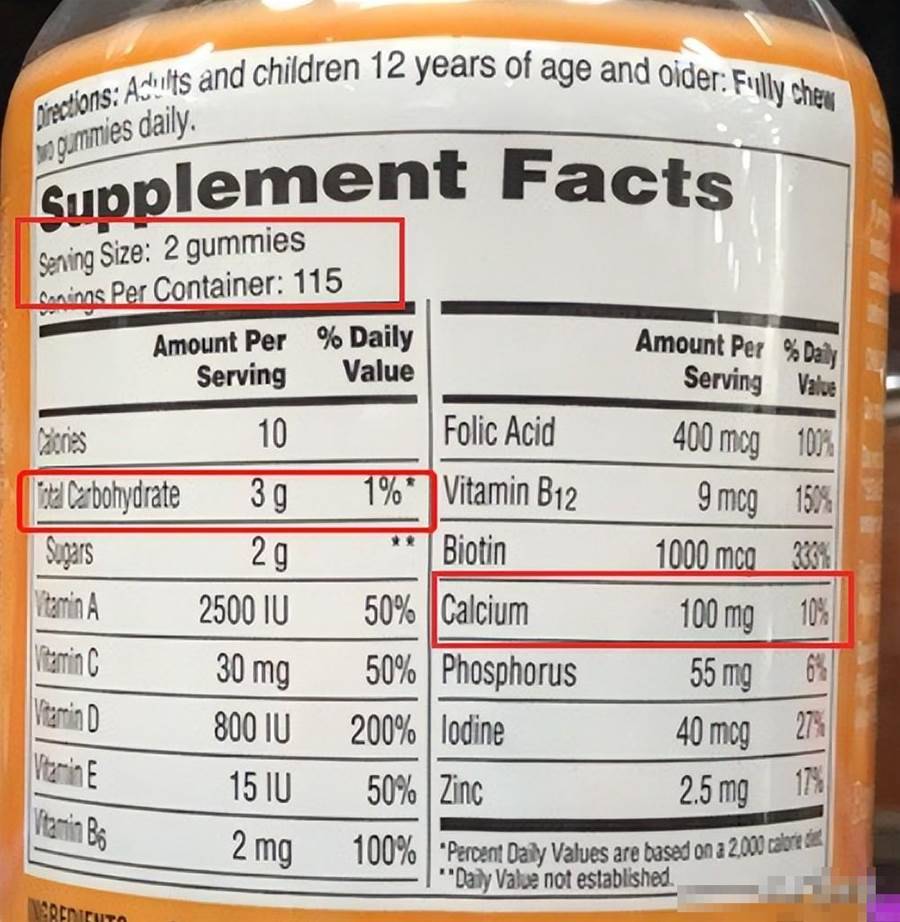 Directions: Adults and children 12 years of age and older: Fully chew
two gummies daily.
Supplement Facts
Serving Size: 2 gummies
Servings Per Container: 115
Amount Per Serving % Daily Value
Calories 10
Total Carbohydrate 3 g 1%*
Sugars 2 g **
Vitamin A 2500 IU 50%
Vitamin C 30 mg 50%
Vitamin D 800 IU 200%
Vitamin E 15 IU 50%
Vitamin B6 2 mg 100%
Amount Per Serving % Daily Value
Folic Acid 400 mcg 100%
Vitamin B12 9 mcg 150%
Biotin 1000 mcg 333%
Calcium 100 mg 10%
Phosphorus 55 mg 6%
Iodine 40 mcg 27%
Zinc 2.5 mg 17%
*Percent Daily Values are based on a 2,000 calorie diet.
**Daily Value not established.
INGREDIENTS